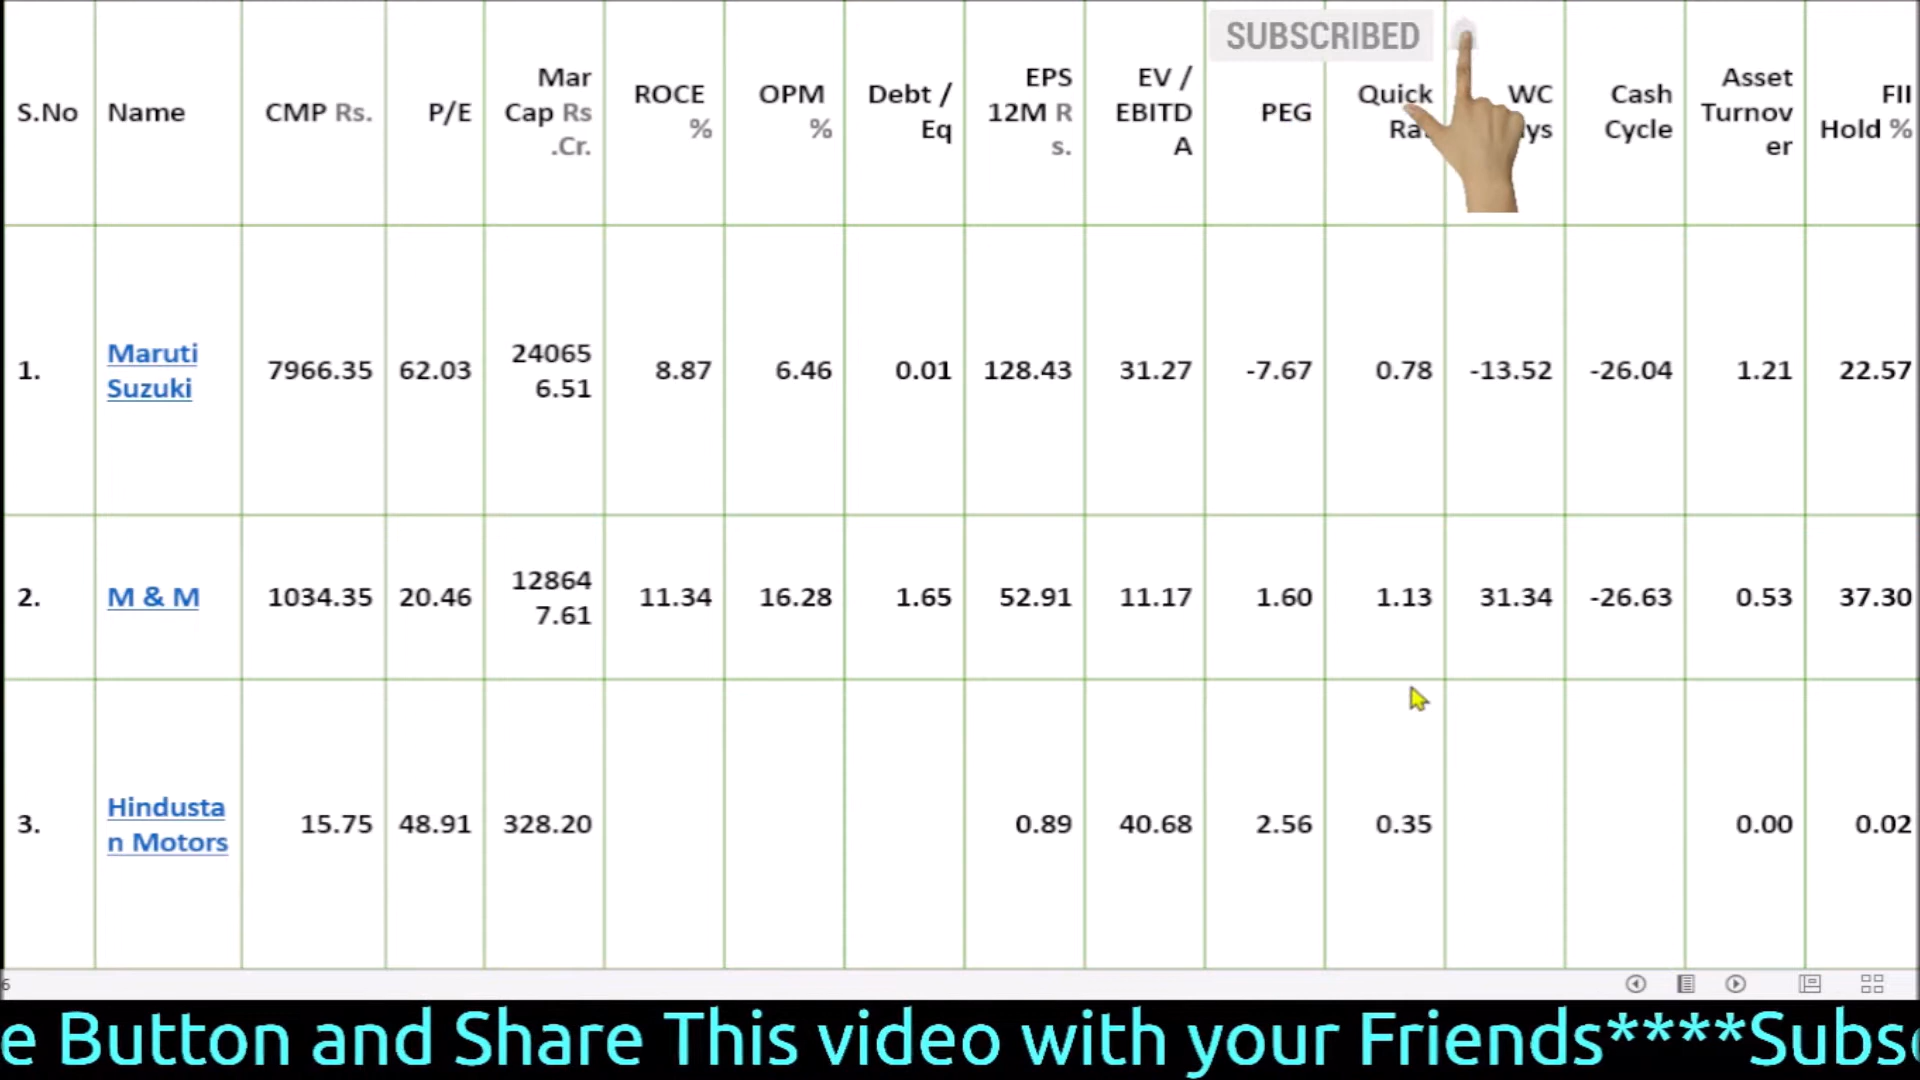 SUBSCRIBED
S.No Name CMP Rs. P/E Mar Cap Rs .Cr. ROCE % OPM % Debt / Eq EPS 12M R s. EV / EBITD A PEG Quick Ra WC ys Cash Cycle Asset Turnov er FII Hold %
1. Maruti Suzuki 7966.35 62.03 24065 6.51 8.87 6.46 0.01 128.43 31.27 -7.67 0.78 -13.52 -26.04 1.21 22.57
2. M & M 1034.35 20.46 12864 7.61 11.34 16.28 1.65 52.91 11.17 1.60 1.13 31.34 -26.63 0.53 37.30
3. Hindusta n Motors 15.75 48.91 328.20 0.89 40.68 2.56 0.35 0.00 0.02
6
e Button and Share This video with your Friends****Subs